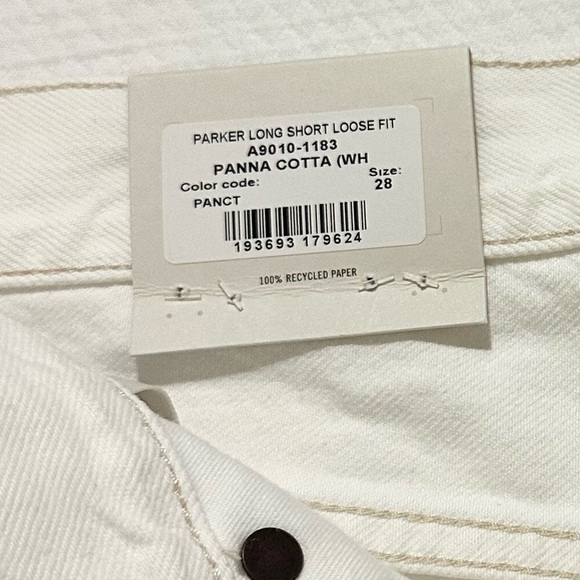 PARKER LONG SHORT LOOSE FIT
A9010-1183
PANNA COTTA (WH
Color code: Size:
PANCT 28
193693 179624
100% RECYCLED PAPER